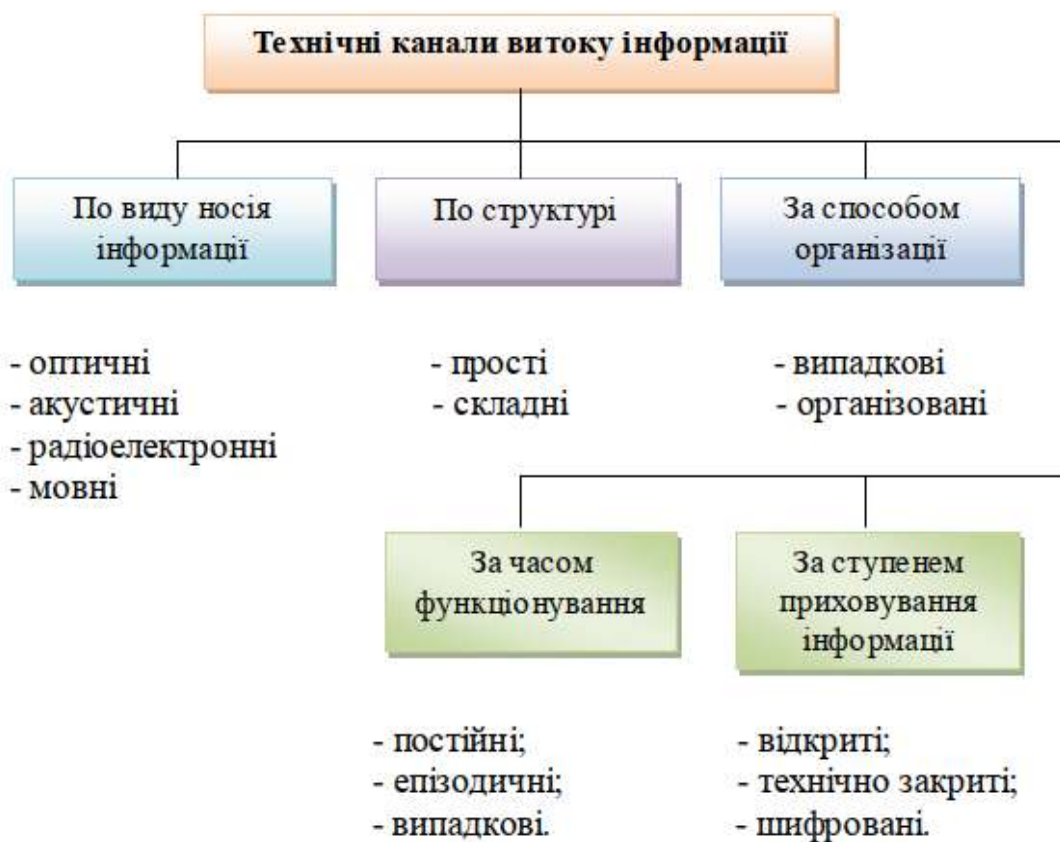 Технічні канали витоку інформації
По виду носія
інформації
По структурі
За способом
організації
- оптичні
- акустичні
- радіоелектронні
- мовні
- прості
- складні
- випадкові
- організовані
За часом
функціонування
За ступенем
приховування
інформації
- постійні;
- епізодичні;
- випадкові.
- відкриті;
- технічно закриті;
- шифровані.